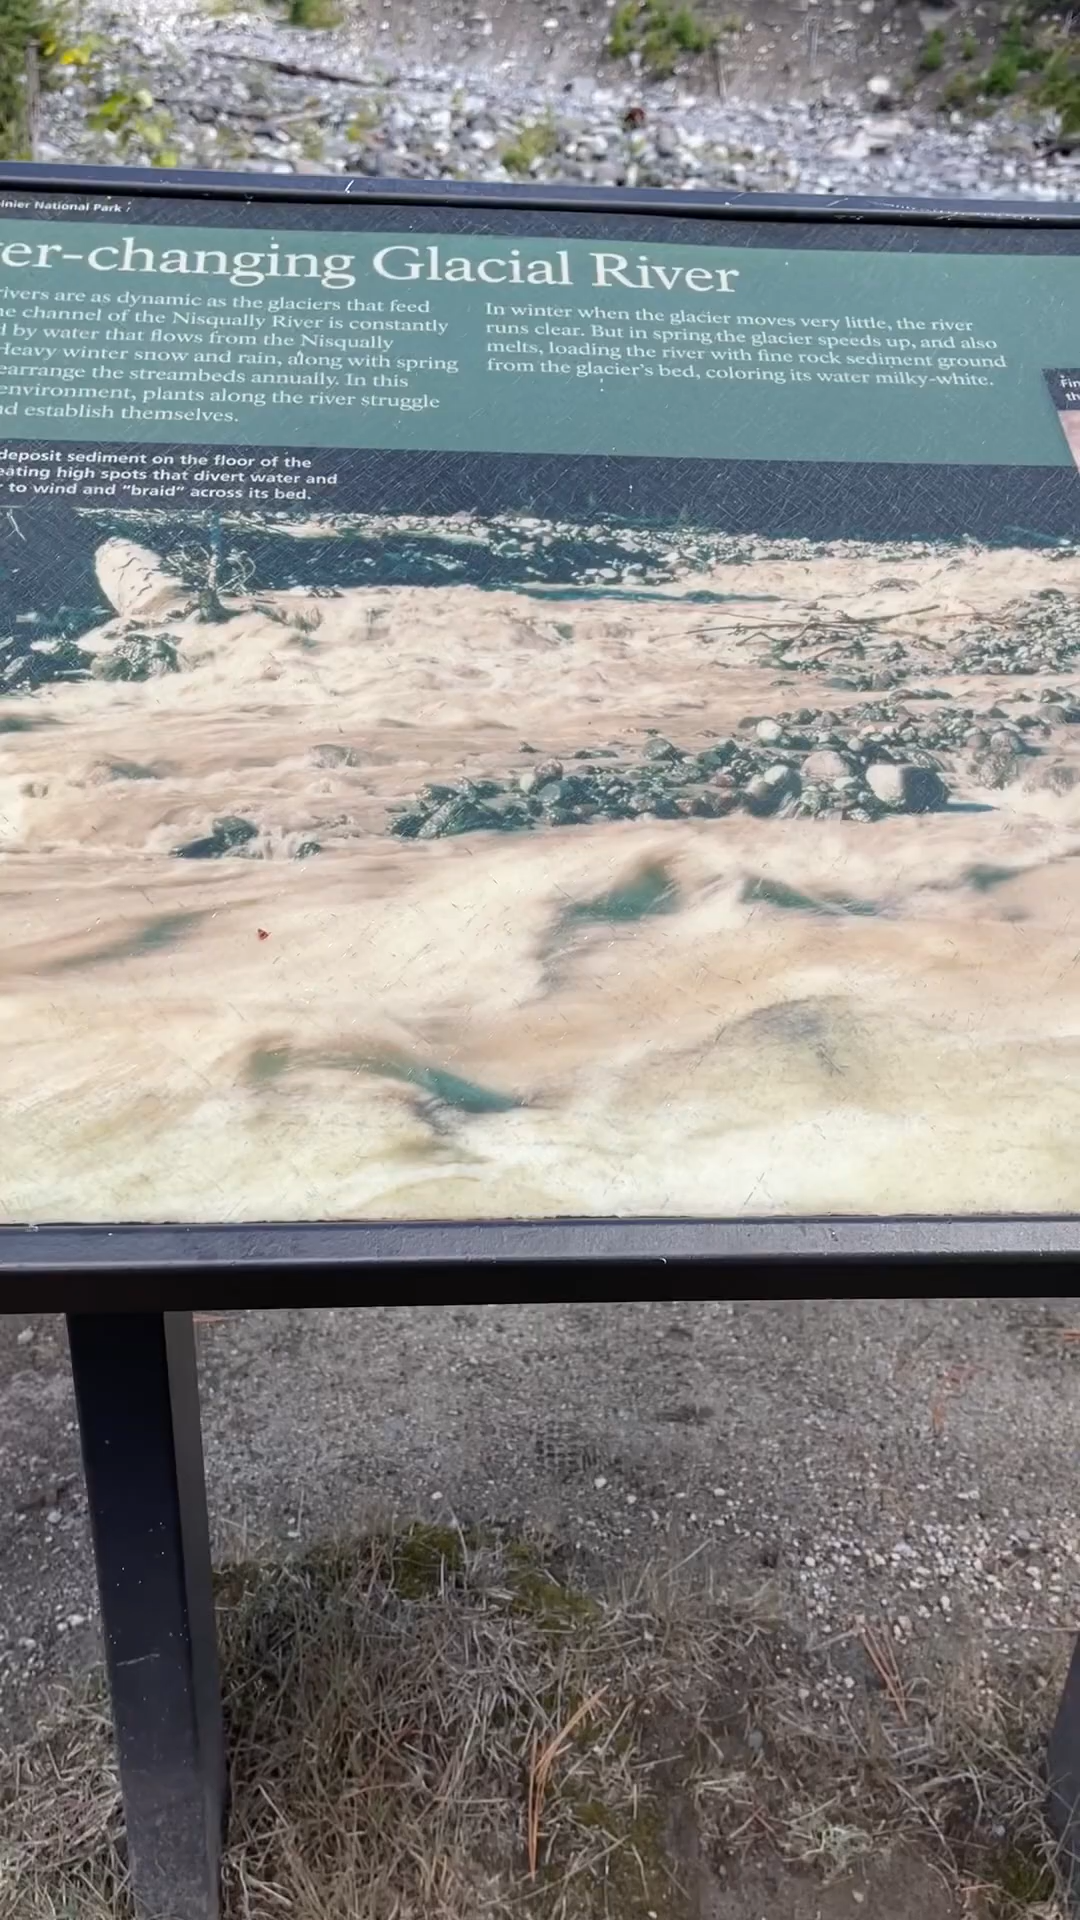 inier National Park
er-changing Glacial River
rivers are as dynamic as the glaciers that feed
e channel of the Nisqually River is constantly
d by water that flows from the Nisqually
Heavy winter snow and rain, along with spring
earrange the streambeds annually. In this
environment, plants along the river struggle
nd establish themselves.
In winter when the glacier moves very little, the river
runs clear. But in spring the glacier speeds up, and also
melts, loading the river with fine rock sediment ground
from the glacier's bed, coloring its water milky-white.
deposit sediment on the floor of the
eating high spots that divert water and
to wind and "braid" across its bed.
Fin
th